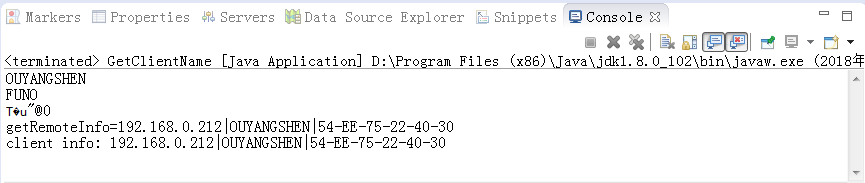 Markers Properties Servers Data Source Explorer Snippets Console
<terminated> GetClientName [Java Application] D:\Program Files (x86)\Java\jdk1.8.0_102\bin\javaw.exe (2018年
OUYANGSHEN
FUNO
T�u"@0
getRemoteInfo=192.168.0.212|OUYANGSHEN|54-EE-75-22-40-30
client info: 192.168.0.212|OUYANGSHEN|54-EE-75-22-40-30